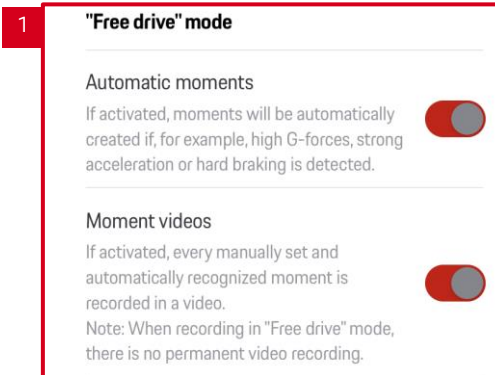 1
"Free drive" mode
Automatic moments
If activated, moments will be automatically
created if, for example, high G-forces, strong
acceleration or hard braking is detected.
Moment videos
If activated, every manually set and
automatically recognized moment is
recorded in a video.
Note: When recording in "Free drive" mode,
there is no permanent video recording.